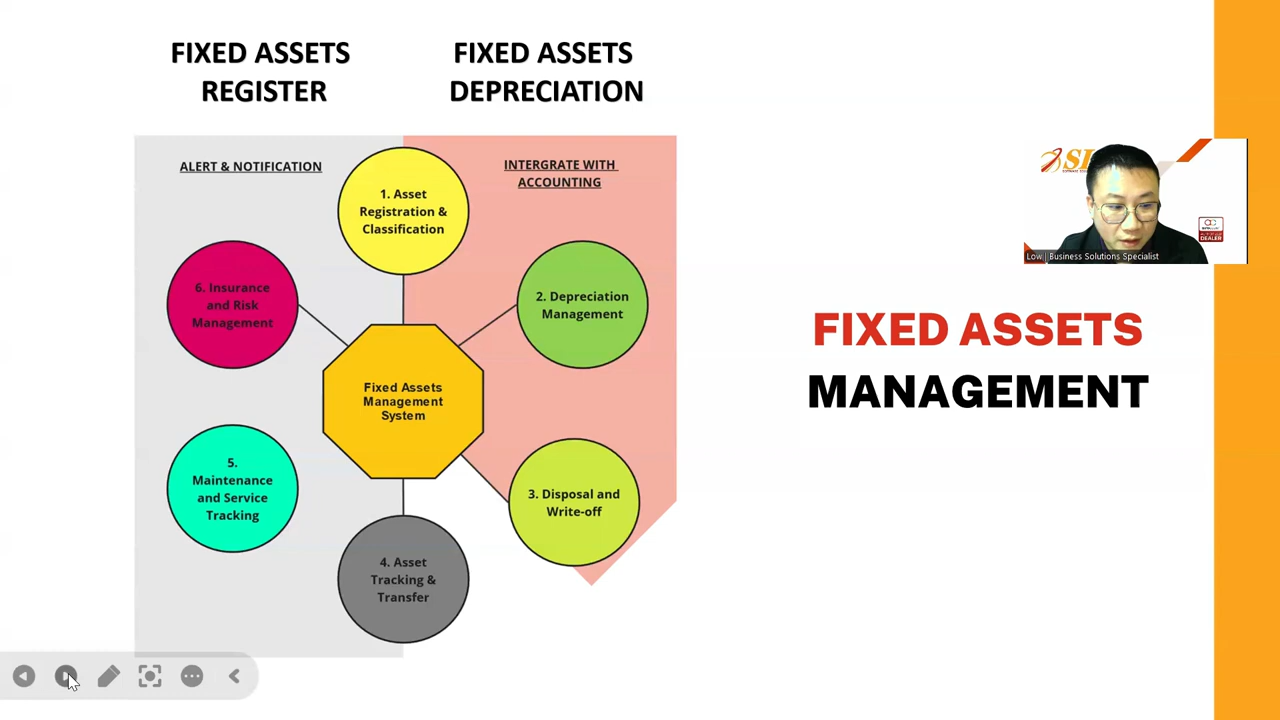 FIXED ASSETS
REGISTER
FIXED ASSETS
DEPRECIATION
ALERT & NOTIFICATION
INTERGRATE WITH
ACCOUNTING
1. Asset
Registration &
Classification
6. Insurance
and Risk
Management
2. Depreciation
Management
Fixed Assets
Management
System
5.
Maintenance
and Service
Tracking
3. Disposal and
Write-off
4. Asset
Tracking &
Transfer
Low | Business Solutions Specialist
DEALER
FIXED ASSETS
MANAGEMENT